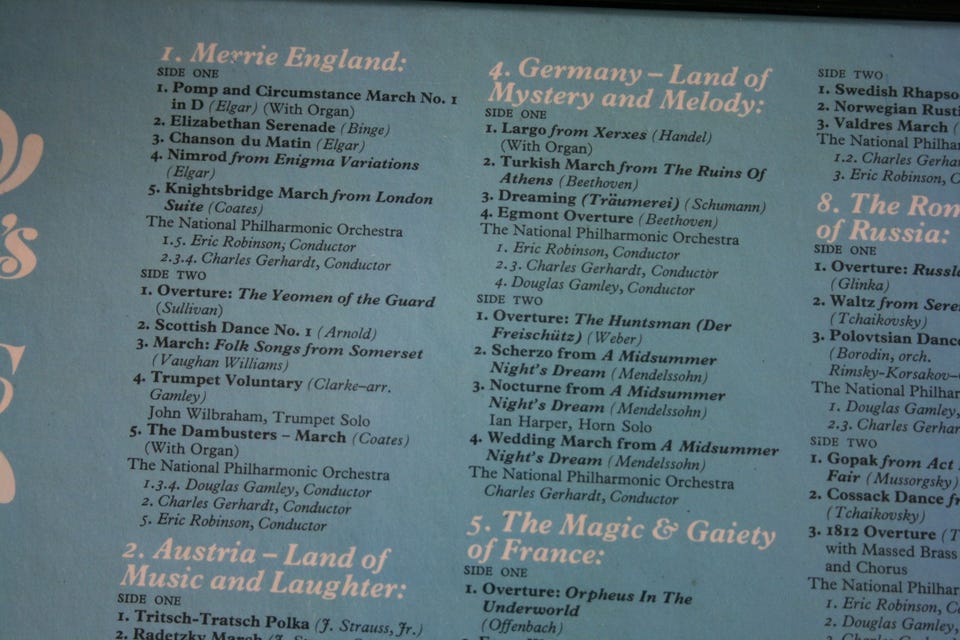 's
1. Merrie England:
SIDE ONE
1. Pomp and Circumstance March No. 1
in D (Elgar) (With Organ)
2. Elizabethan Serenade (Binge)
3. Chanson du Matin (Elgar)
4. Nimrod from Enigma Variations
(Elgar)
5. Knightsbridge March from London
Suite (Coates)
The National Philharmonic Orchestra
1.5. Eric Robinson, Conductor
2.3.4. Charles Gerhardt, Conductor
SIDE TWO
1. Overture: The Yeomen of the Guard
(Sullivan)
2. Scottish Dance No. 1 (Arnold)
3. March: Folk Songs from Somerset
(Vaughan Williams)
4. Trumpet Voluntary (Clarke–arr.
Gamley)
John Wilbraham, Trumpet Solo
5. The Dambusters – March (Coates)
(With Organ)
The National Philharmonic Orchestra
1.3.4. Douglas Gamley, Conductor
2. Charles Gerhardt, Conductor
5. Eric Robinson, Conductor
2. Austria – Land of
Music and Laughter:
SIDE ONE
1. Tritsch-Tratsch Polka (J. Strauss, Jr.)
2. Radetzky March (J.
4. Germany – Land of
Mystery and Melody:
SIDE ONE
1. Largo from Xerxes (Handel)
(With Organ)
2. Turkish March from The Ruins Of
Athens (Beethoven)
3. Dreaming (Träumerei) (Schumann)
4. Egmont Overture (Beethoven)
The National Philharmonic Orchestra
1. Eric Robinson, Conductor
2.3. Charles Gerhardt, Conductor
4. Douglas Gamley, Conductor
SIDE TWO
1. Overture: The Huntsman (Der
Freischütz) (Weber)
2. Scherzo from A Midsummer
Night's Dream (Mendelssohn)
3. Nocturne from A Midsummer
Night's Dream (Mendelssohn)
Ian Harper, Horn Solo
4. Wedding March from A Midsummer
Night's Dream (Mendelssohn)
The National Philharmonic Orchestra
Charles Gerhardt, Conductor
5. The Magic & Gaiety
of France:
SIDE ONE
1. Overture: Orpheus In The
Underworld
(Offenbach)
SIDE TWO
1. Swedish Rhapso
2. Norwegian Rusti
3. Valdres March (
The National Philhar
1.2. Charles Gerha
3. Eric Robinson, C
8. The Rom
of Russia:
SIDE ONE
1. Overture: Russla
(Glinka)
2. Waltz from Seren
(Tchaikovsky)
3. Polovtsian Dance
(Borodin, orch.
Rimsky-Korsakov–
The National Philhar
1. Douglas Gamley,
2.3. Charles Gerhar
SIDE TWO
1. Gopak from Act
Fair (Mussorgsky)
2. Cossack Dance fr
(Tchaikovsky)
3. 1812 Overture (T
with Massed Brass
and Chorus
The National Philhar
1. Eric Robinson, Co
2. Douglas Gamley,